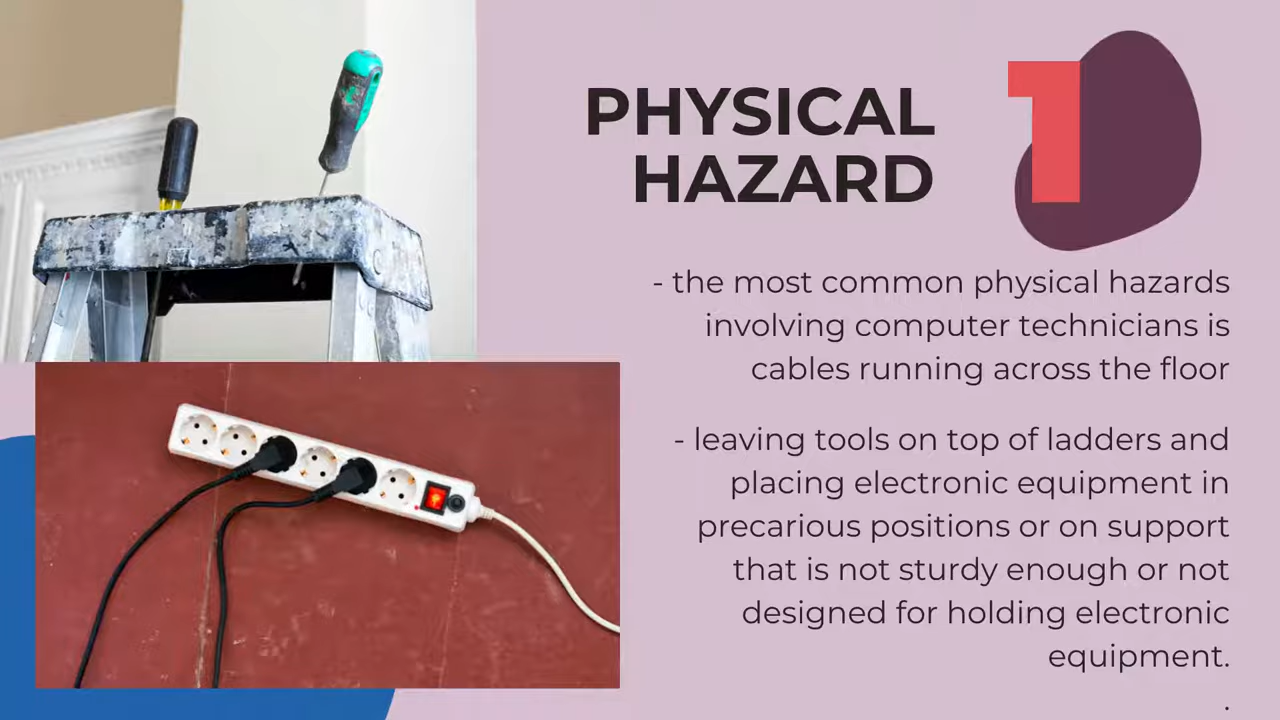 PHYSICAL
HAZARD
1
- the most common physical hazards
involving computer technicians is
cables running across the floor
- leaving tools on top of ladders and
placing electronic equipment in
precarious positions or on support
that is not sturdy enough or not
designed for holding electronic
equipment.
.